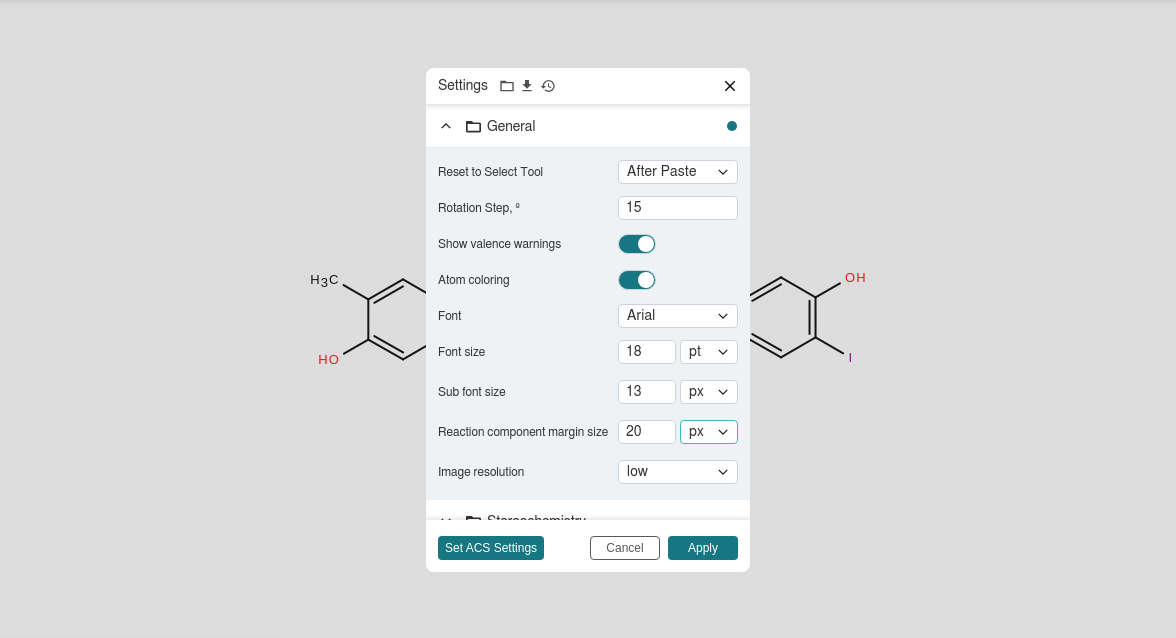 Settings
General
Reset to Select Tool After Paste
Rotation Step, º 15
Show valence warnings
H3C Atom coloring OH
Font Arial
HO Font size 18 pt I
Sub font size 13 px
Reaction component margin size 20 px
Image resolution low
Stereochemistry
Set ACS Settings Cancel Apply